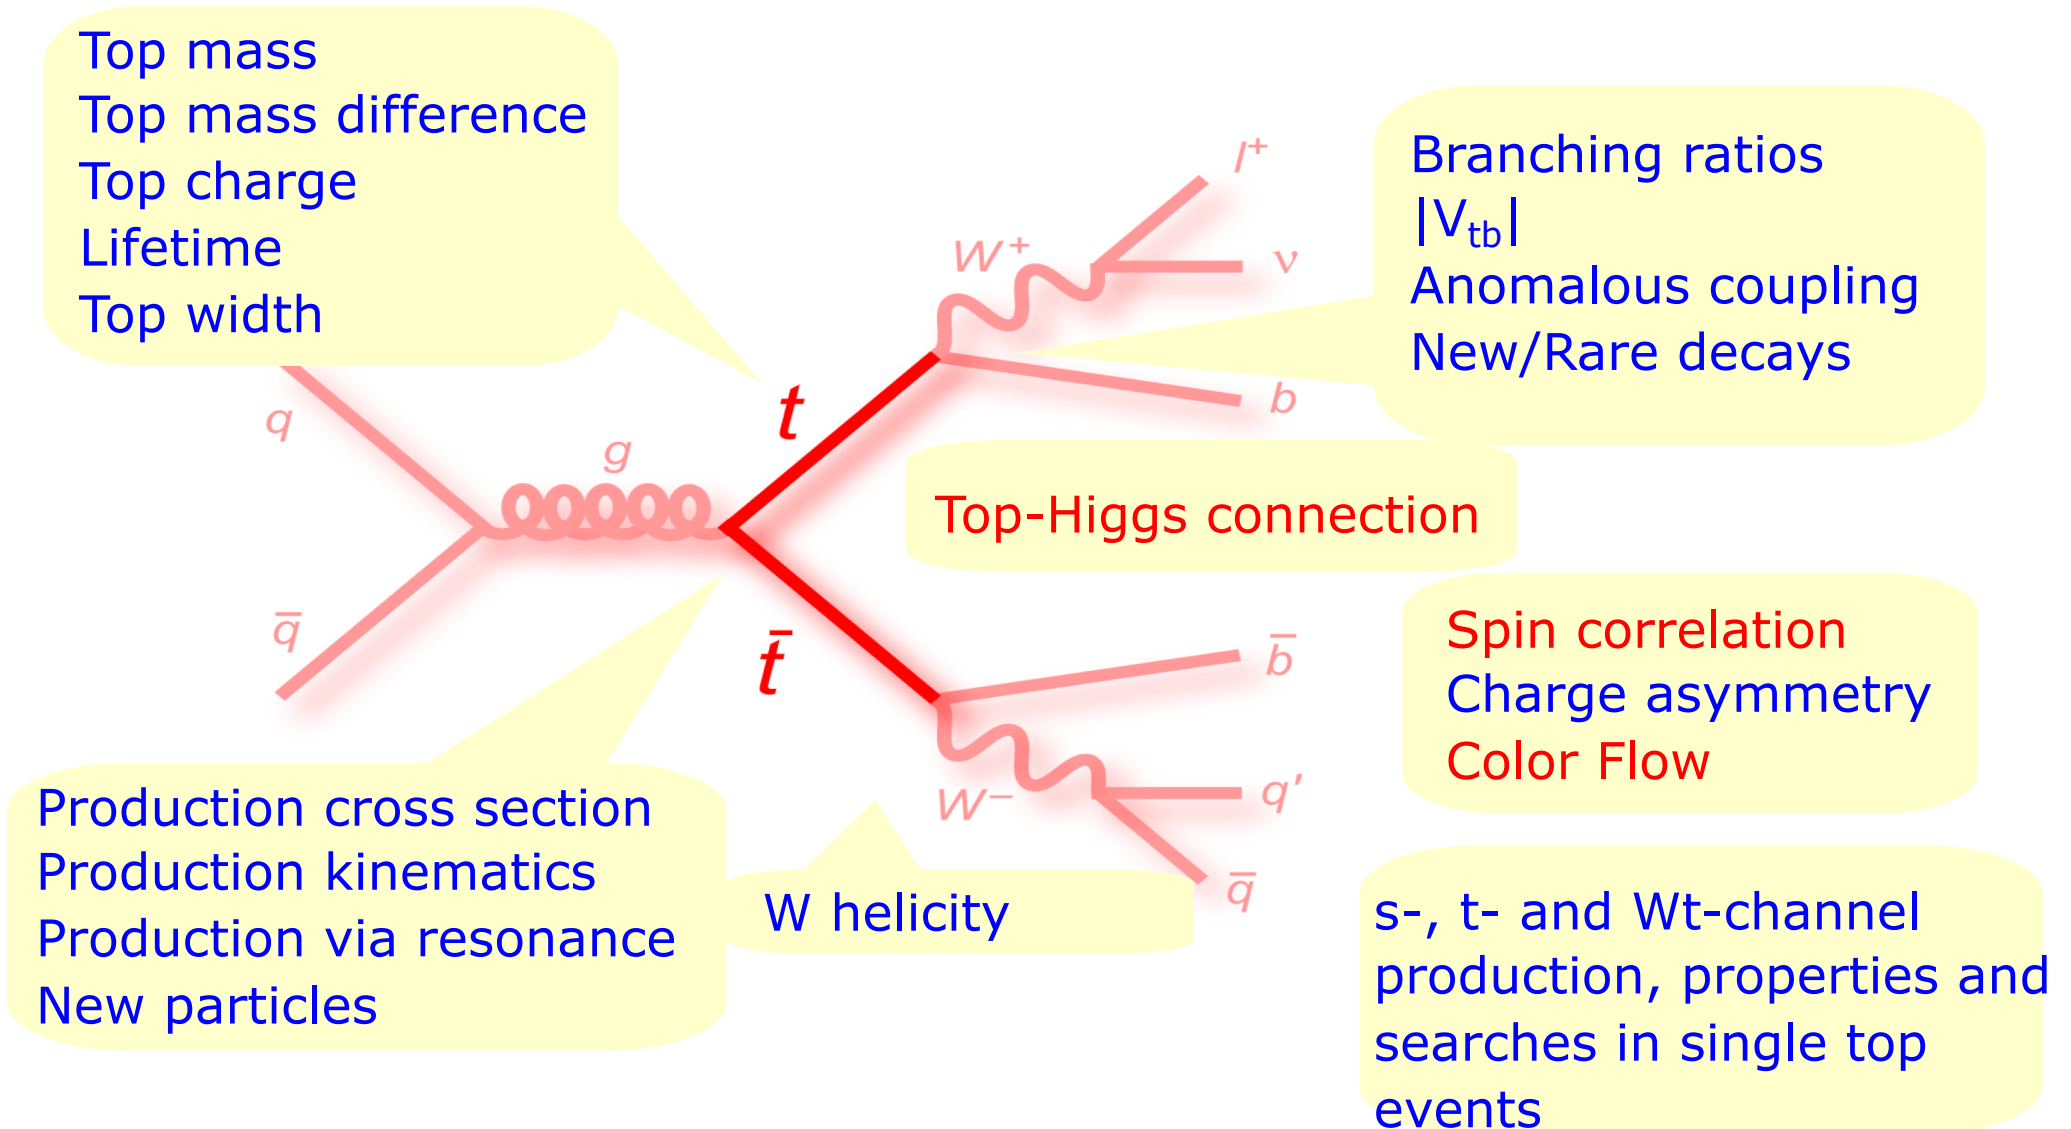 Top mass
Top mass difference
Top charge
Lifetime
Top width
l⁺
W⁺
ν
b
Branching ratios
|V_tb|
Anomalous coupling
New/Rare decays
q
g
t
Top-Higgs connection
q̅
t̅
b̅
W⁻
q'
q̅
Spin correlation
Charge asymmetry
Color Flow
Production cross section
Production kinematics
Production via resonance
New particles
W helicity
s-, t- and Wt-channel
production, properties and
searches in single top
events